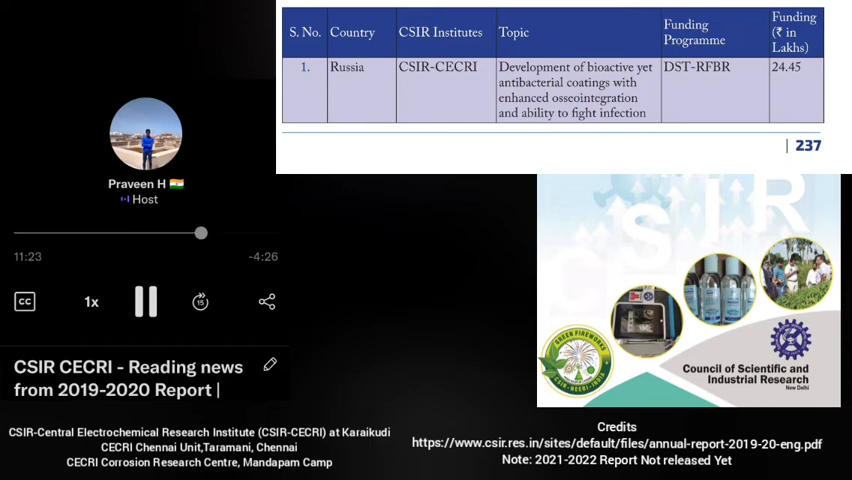 S. No.
Country
CSIR Institutes
Topic
Funding
Programme
Funding
(₹ in
Lakhs)
1.
Russia
CSIR-CECRI
Development of bioactive yet
antibacterial coatings with
enhanced osseointegration
and ability to fight infection
DST-RFBR
24.45
| 237
Praveen H 🇮🇳
Host
11:23
-4:26
CC
1x
15
CSIR CECRI - Reading news
from 2019-2020 Report |
CSIR-Central Electrochemical Research Institute (CSIR-CECRI) at Karaikudi
CECRI Chennai Unit,Taramani, Chennai
CECRI Corrosion Research Centre, Mandapam Camp
CSIR
GREEN FIREWORKS
CSIR-NEERI-INDIA
Council of Scientific and
Industrial Research
New Delhi
Credits
https://www.csir.res.in/sites/default/files/annual-report-2019-20-eng.pdf
Note: 2021-2022 Report Not released Yet